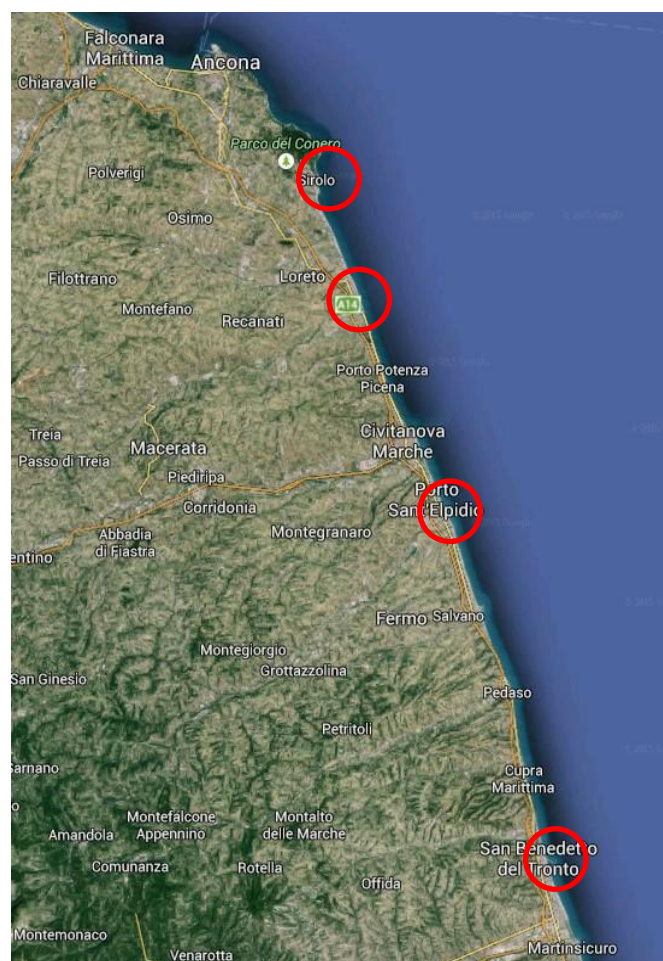 Falconara
Marittima
Ancona
Chiaravalle
Parco del Conero
Polverigi
Sirolo
Osimo
Filottrano
Loreto
Montefano
A14
Recanati
Porto Potenza
Picena
Treia
Civitanova
Marche
Macerata
Passo di Treia
Piediripa
Porto
Sant'Elpidio
Corridonia
Abbadia
di Fiastra
Montegranaro
entino
Fermo
Salvano
Montegiorgio
Grottazzolina
San Ginesio
Pedaso
Petritoli
Sarnano
Cupra
Marittima
o
Montefalcone
Appennino
Montalto
delle Marche
Amandola
San Benedetto
del Tronto
Comunanza
Rotella
Offida
Montemonaco
Venarotta
Martinsicuro